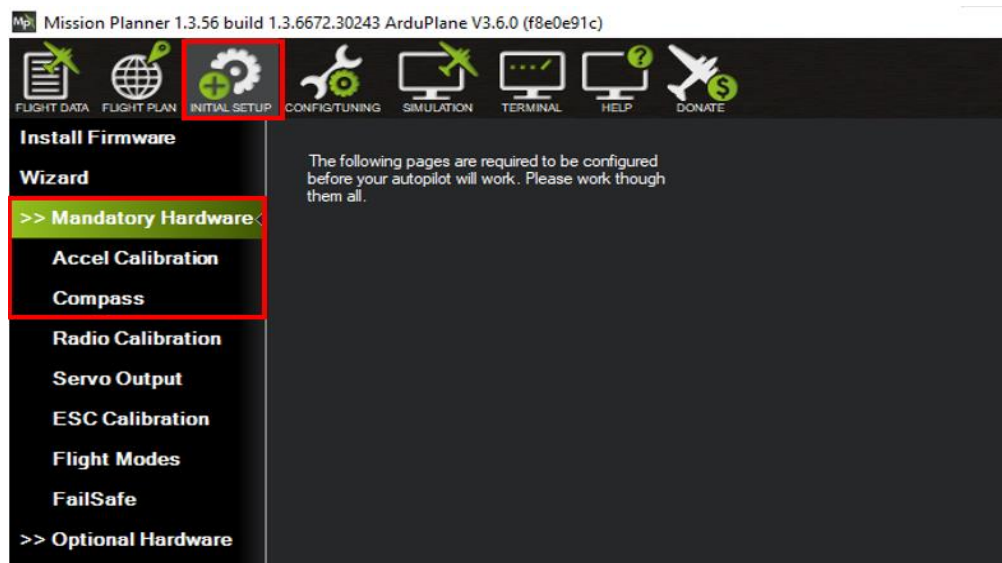 Mission Planner 1.3.56 build 1.3.6672.30243 ArduPlane V3.6.0 (f8e0e91c)
FLIGHT DATA FLIGHT PLAN INITIAL SETUP CONFIG/TUNING SIMULATION TERMINAL HELP DONATE
Install Firmware
Wizard
>> Mandatory Hardware
Accel Calibration
Compass
Radio Calibration
Servo Output
ESC Calibration
Flight Modes
FailSafe
>> Optional Hardware
The following pages are required to be configured
before your autopilot will work. Please work though
them all.